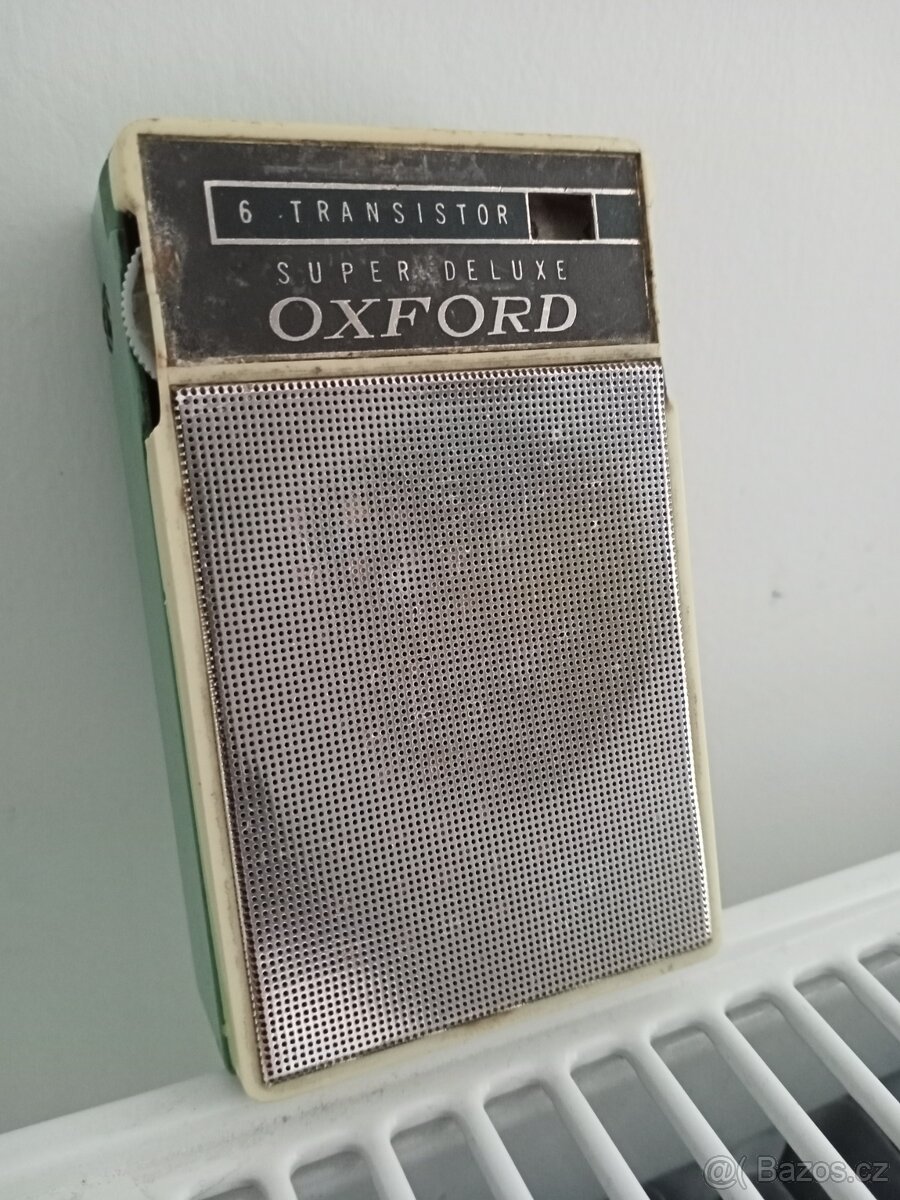 6 TRANSISTOR
SUPER DELUXE
OXFORD
@( Bazos.cz